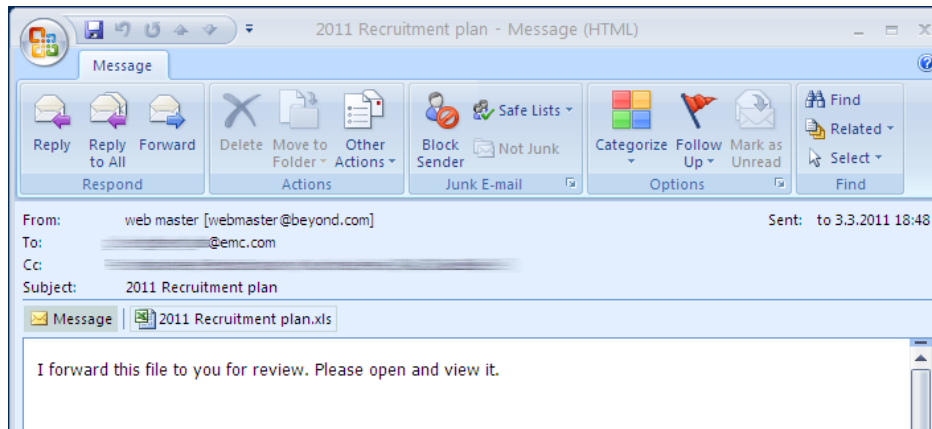 2011 Recruitment plan - Message (HTML)
Message
Reply Reply to All Forward Delete Move to Folder Other Actions Block Sender Safe Lists Not Junk Categorize Follow Up Mark as Unread Find Related Select
Respond Actions Junk E-mail Options Find
From: web master [webmaster@beyond.com] Sent: to 3.3.2011 18:48
To: @emc.com
Cc:
Subject: 2011 Recruitment plan
Message 2011 Recruitment plan.xls
I forward this file to you for review. Please open and view it.